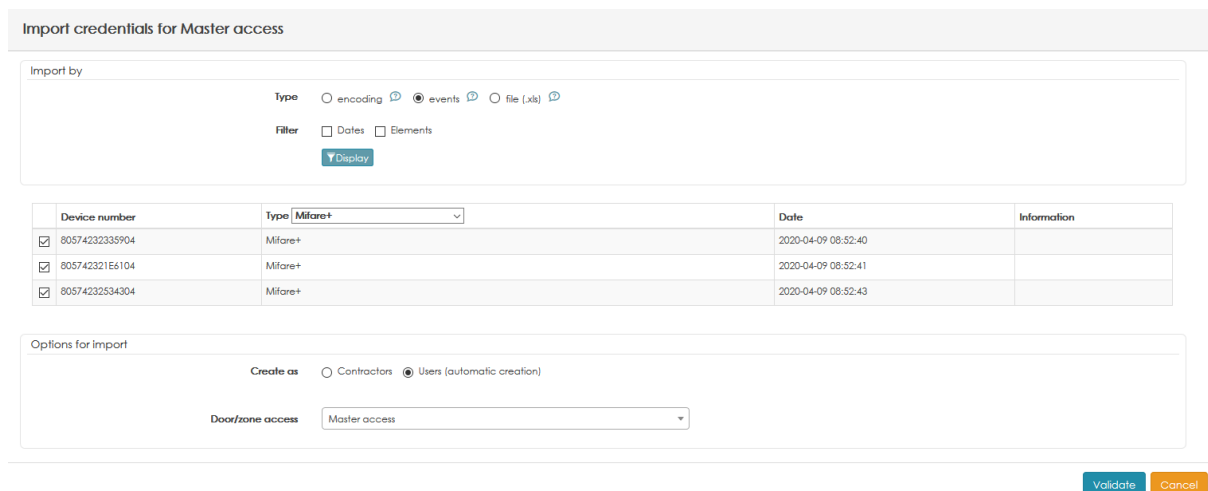 Import credentials for Master access
Import by
Type encoding events file (.xls)
Filter Dates Elements
Display
Device number Type Mifare+ Date Information
80574232335904 Mifare+ 2020-04-09 08:52:40
805742321E6104 Mifare+ 2020-04-09 08:52:41
80574232534304 Mifare+ 2020-04-09 08:52:43
Options for import
Create as Contractors Users (automatic creation)
Door/zone access Master access
Validate Cancel